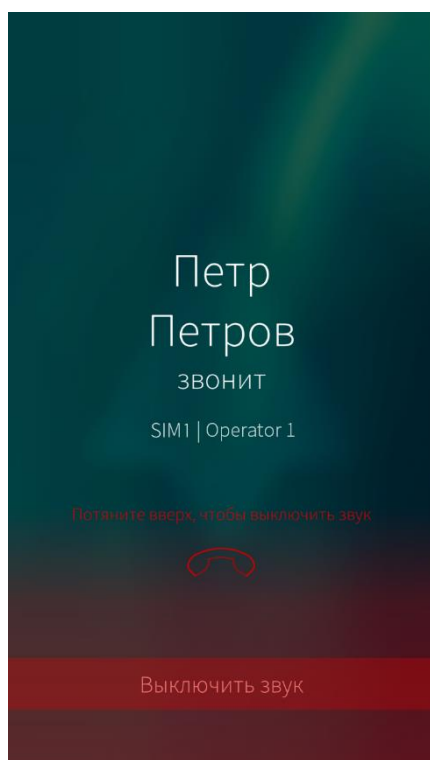 Петр
Петров
звонит
SIM1 | Operator 1
Потяните вверх, чтобы выключить звук
Выключить звук